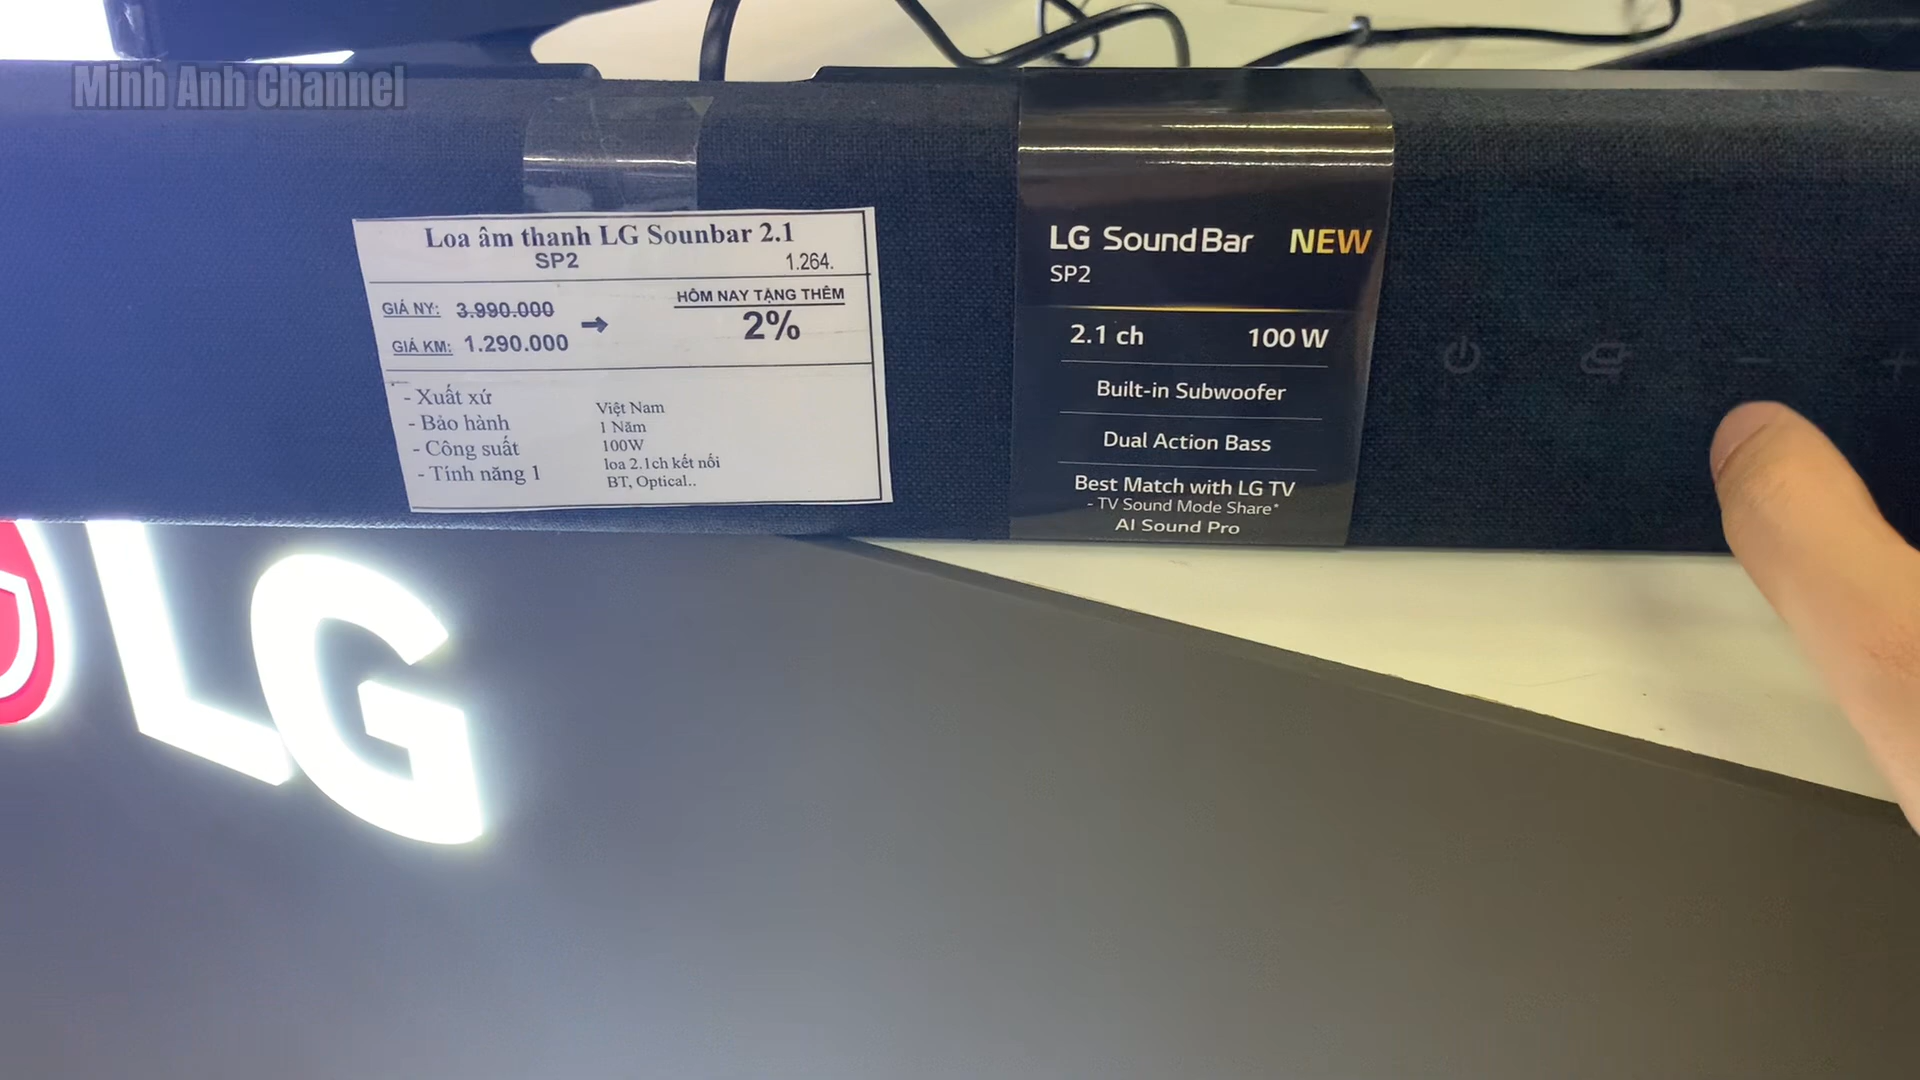 Minh Anh Channel
Loa âm thanh LG Sounbar 2.1
SP2 1.264.
GIÁ NY: 3.990.000
HÔM NAY TẶNG THÊM
2%
GIÁ KM: 1.290.000
- Xuất xứ Việt Nam
- Bảo hành 1 Năm
- Công suất 100W
- Tính năng 1 loa 2.1ch kết nối
BT, Optical..
LG SoundBar NEW
SP2
2.1 ch 100 W
Built-in Subwoofer
Dual Action Bass
Best Match with LG TV
- TV Sound Mode Share*
AI Sound Pro
LG